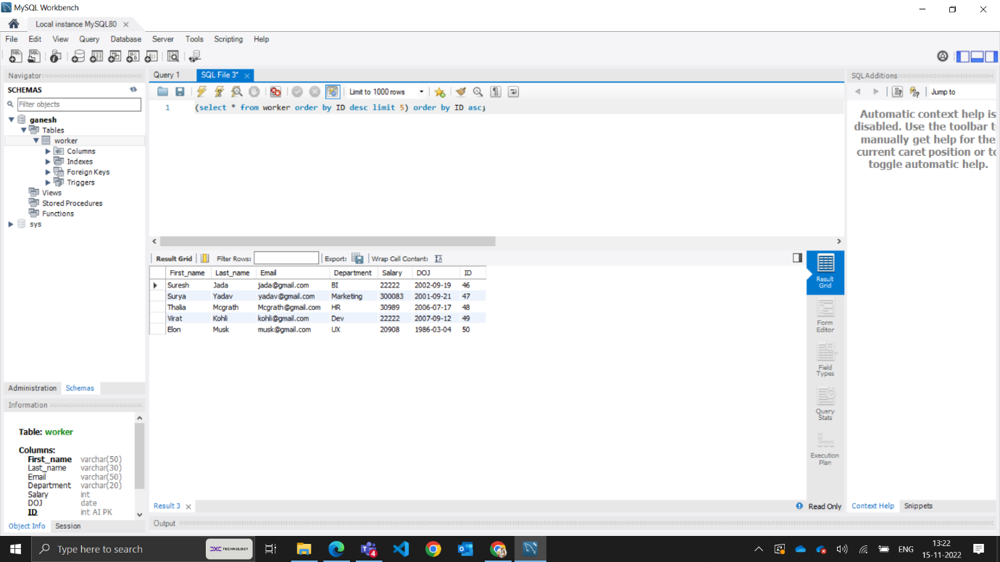 MySQL Workbench
Local instance MySQL80
File Edit View Query Database Server Tools Scripting Help
Navigator
SCHEMAS
Filter objects
ganesh
Tables
worker
Columns
Indexes
Foreign Keys
Triggers
Views
Stored Procedures
Functions
sys
Administration Schemas
Information
Table: worker
Columns:
First_name varchar(50)
Last_name varchar(30)
Email varchar(50)
Department varchar(20)
Salary int
DOJ date
ID int AI PK
Object Info Session
Query 1 SQL File 3*
Limit to 1000 rows
1 (select * from worker order by ID desc limit 5) order by ID asc;
Result Grid Filter Rows: Export: Wrap Cell Content:
First_name Last_name Email Department Salary DOJ ID
Suresh Jada jada@gmail.com BI 22222 2002-09-19 46
Surya Yadav yadav@gmail.com Marketing 300083 2001-09-21 47
Thalia Mcgrath Mcgrath@gmail.com HR 30989 2006-07-17 48
Virat Kohli kohli@gmail.com Dev 22222 2007-09-12 49
Elon Musk musk@gmail.com UX 20908 1986-03-04 50
Result
Grid
Form
Editor
Field
Types
Query
Stats
Execution
Plan
Result 3
Read Only
Output
SQLAdditions
Jump to
Automatic context help is
disabled. Use the toolbar t
manually get help for the
current caret position or to
toggle automatic help.
Context Help Snippets
Type here to search
DXC TECHNOLOGY
4
ENG
13:22
15-11-2022